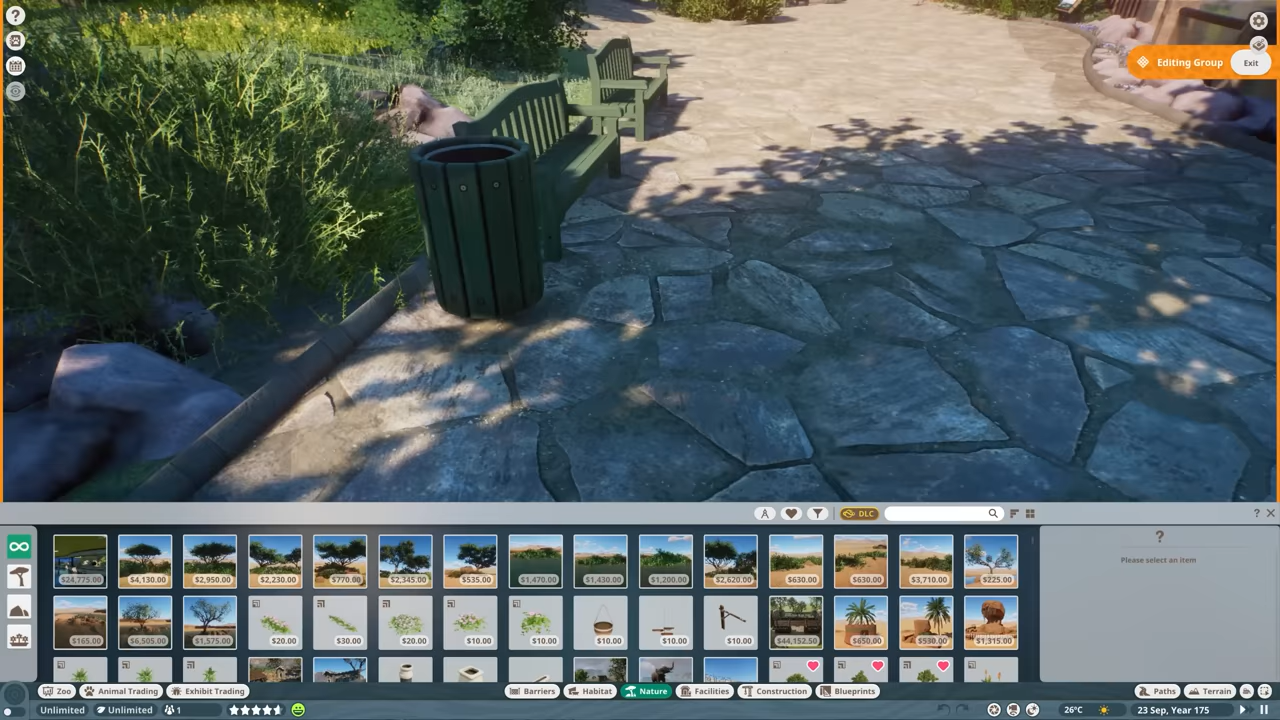 ?
Editing Group Exit
DLC
? ×
$24,775.00 $4,130.00 $2,950.00 $2,230.00 $770.00 $2,345.00 $535.00 $1,470.00 $1,430.00 $1,200.00 $2,620.00 $630.00 $630.00 $3,710.00 $225.00
?
Please select an item
$165.00 $6,505.00 $1,575.00 $20.00 $30.00 $20.00 $10.00 $10.00 $10.00 $10.00 $10.00 $44,152.50 $650.00 $530.00 $1,315.00
Zoo Animal Trading Exhibit Trading Barriers Habitat Nature Facilities Construction Blueprints Paths Terrain
Unlimited Unlimited 1 26°C 23 Sep, Year 175